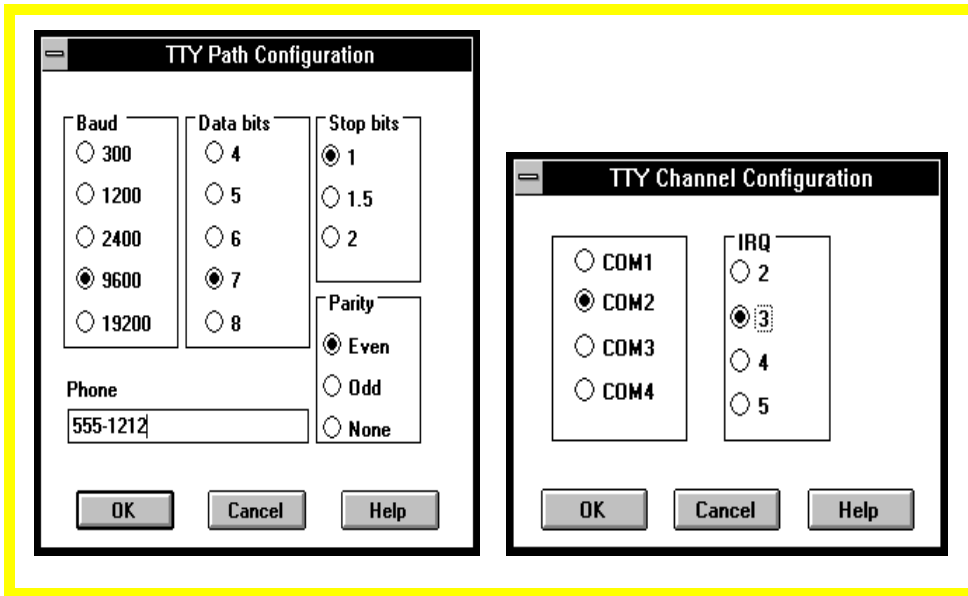 TTY Path Configuration
Baud
300
1200
2400
9600
19200
Data bits
4
5
6
7
8
Stop bits
1
1.5
2
Parity
Even
Odd
None
Phone
555-1212
OK
Cancel
Help
TTY Channel Configuration
COM1
COM2
COM3
COM4
IRQ
2
3
4
5
OK
Cancel
Help